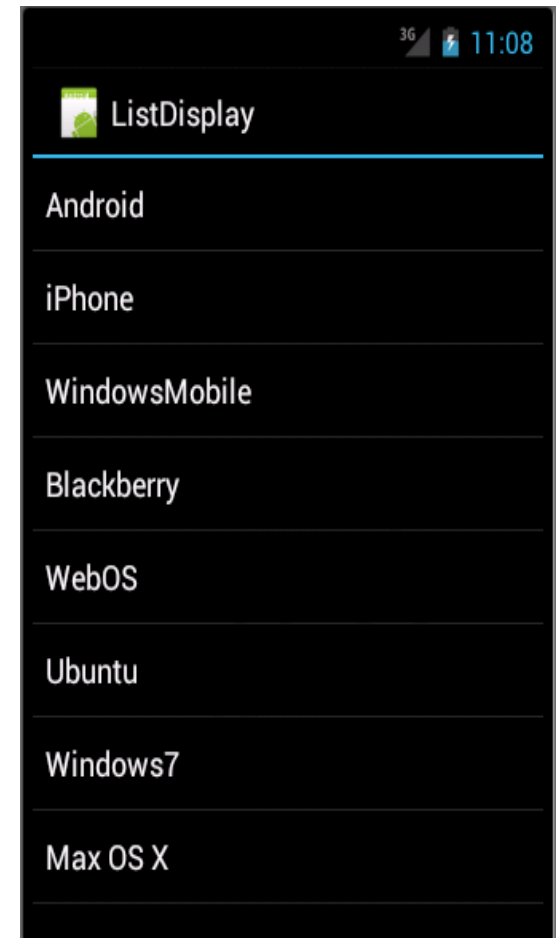 3G 11:08
ListDisplay
Android
iPhone
WindowsMobile
Blackberry
WebOS
Ubuntu
Windows7
Max OS X